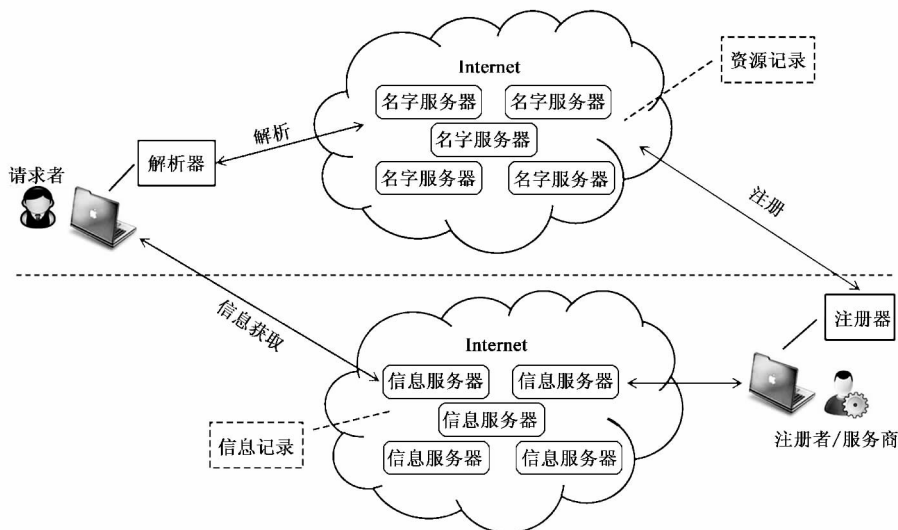 Internet
资源记录
名字服务器 名字服务器
解析
名字服务器
解析器
请求者
名字服务器 名字服务器
注册
信息获取
注册器
Internet
信息服务器 信息服务器
信息服务器
信息记录
注册者/服务商
信息服务器 信息服务器